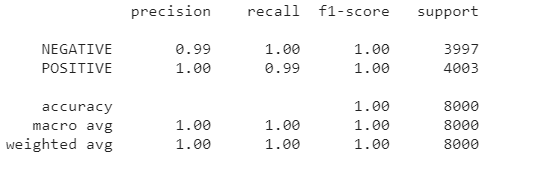 precision recall f1-score support
NEGATIVE 0.99 1.00 1.00 3997
POSITIVE 1.00 0.99 1.00 4003
accuracy 1.00 8000
macro avg 1.00 1.00 1.00 8000
weighted avg 1.00 1.00 1.00 8000